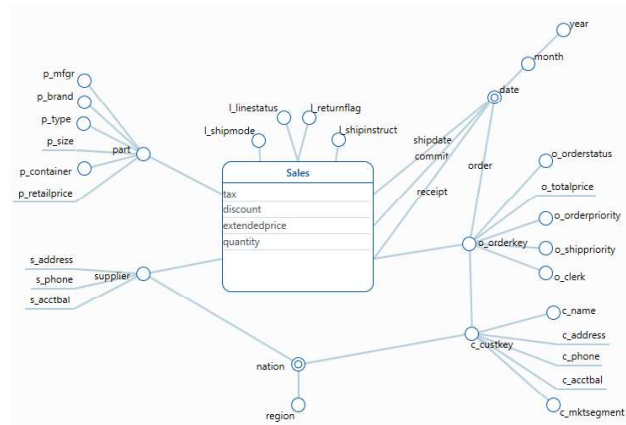 year
month
date
p_mfgr
p_brand
p_type
p_size
p_container
p_retailprice
part
l_linestatus
l_returnflag
l_shipmode
l_shipinstruct
shipdate
commit
receipt
order
Sales
tax
discount
extendedprice
quantity
o_orderstatus
o_totalprice
o_orderpriority
o_orderkey
o_shippriority
o_clerk
s_address
s_phone
s_acctbal
supplier
c_name
c_address
c_custkey
c_phone
c_acctbal
c_mktsegment
nation
region